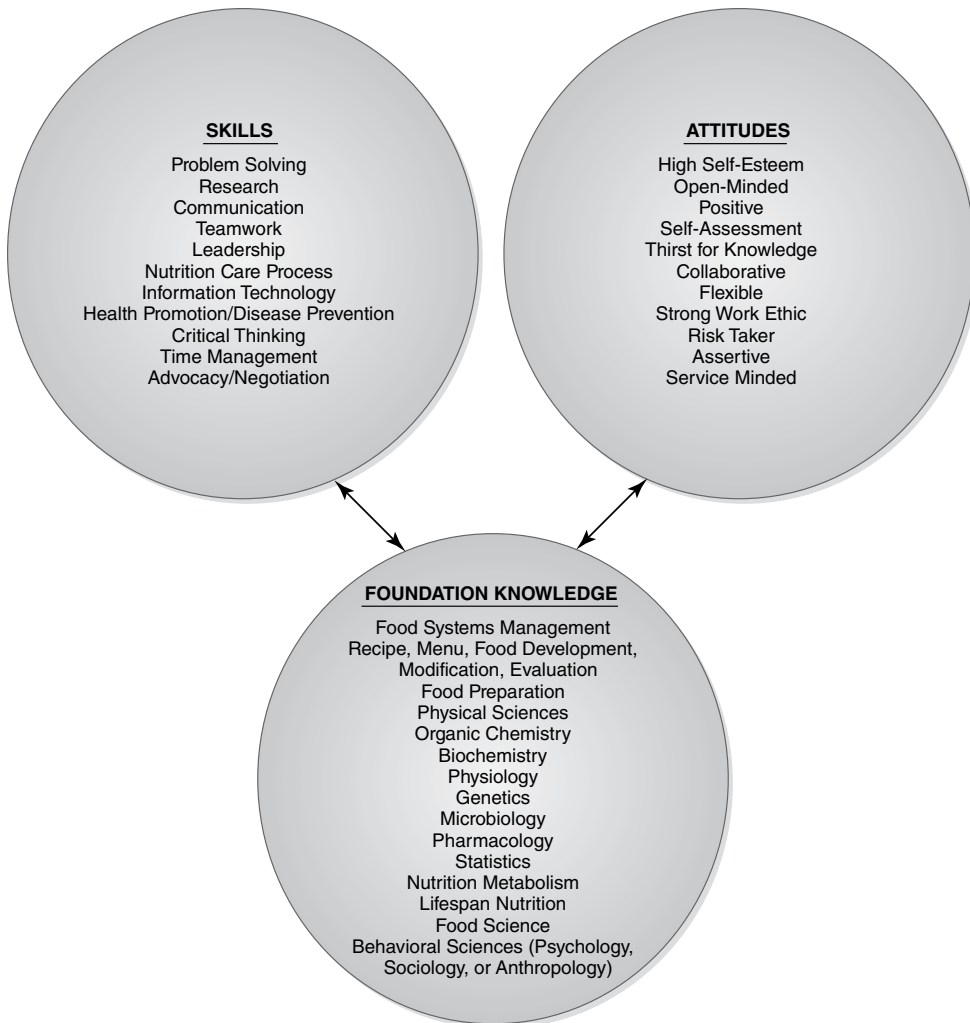 SKILLS
Problem Solving
Research
Communication
Teamwork
Leadership
Nutrition Care Process
Information Technology
Health Promotion/Disease Prevention
Critical Thinking
Time Management
Advocacy/Negotiation
ATTITUDES
High Self-Esteem
Open-Minded
Positive
Self-Assessment
Thirst for Knowledge
Collaborative
Flexible
Strong Work Ethic
Risk Taker
Assertive
Service Minded
FOUNDATION KNOWLEDGE
Food Systems Management
Recipe, Menu, Food Development,
Modification, Evaluation
Food Preparation
Physical Sciences
Organic Chemistry
Biochemistry
Physiology
Genetics
Microbiology
Pharmacology
Statistics
Nutrition Metabolism
Lifespan Nutrition
Food Science
Behavioral Sciences (Psychology,
Sociology, or Anthropology)